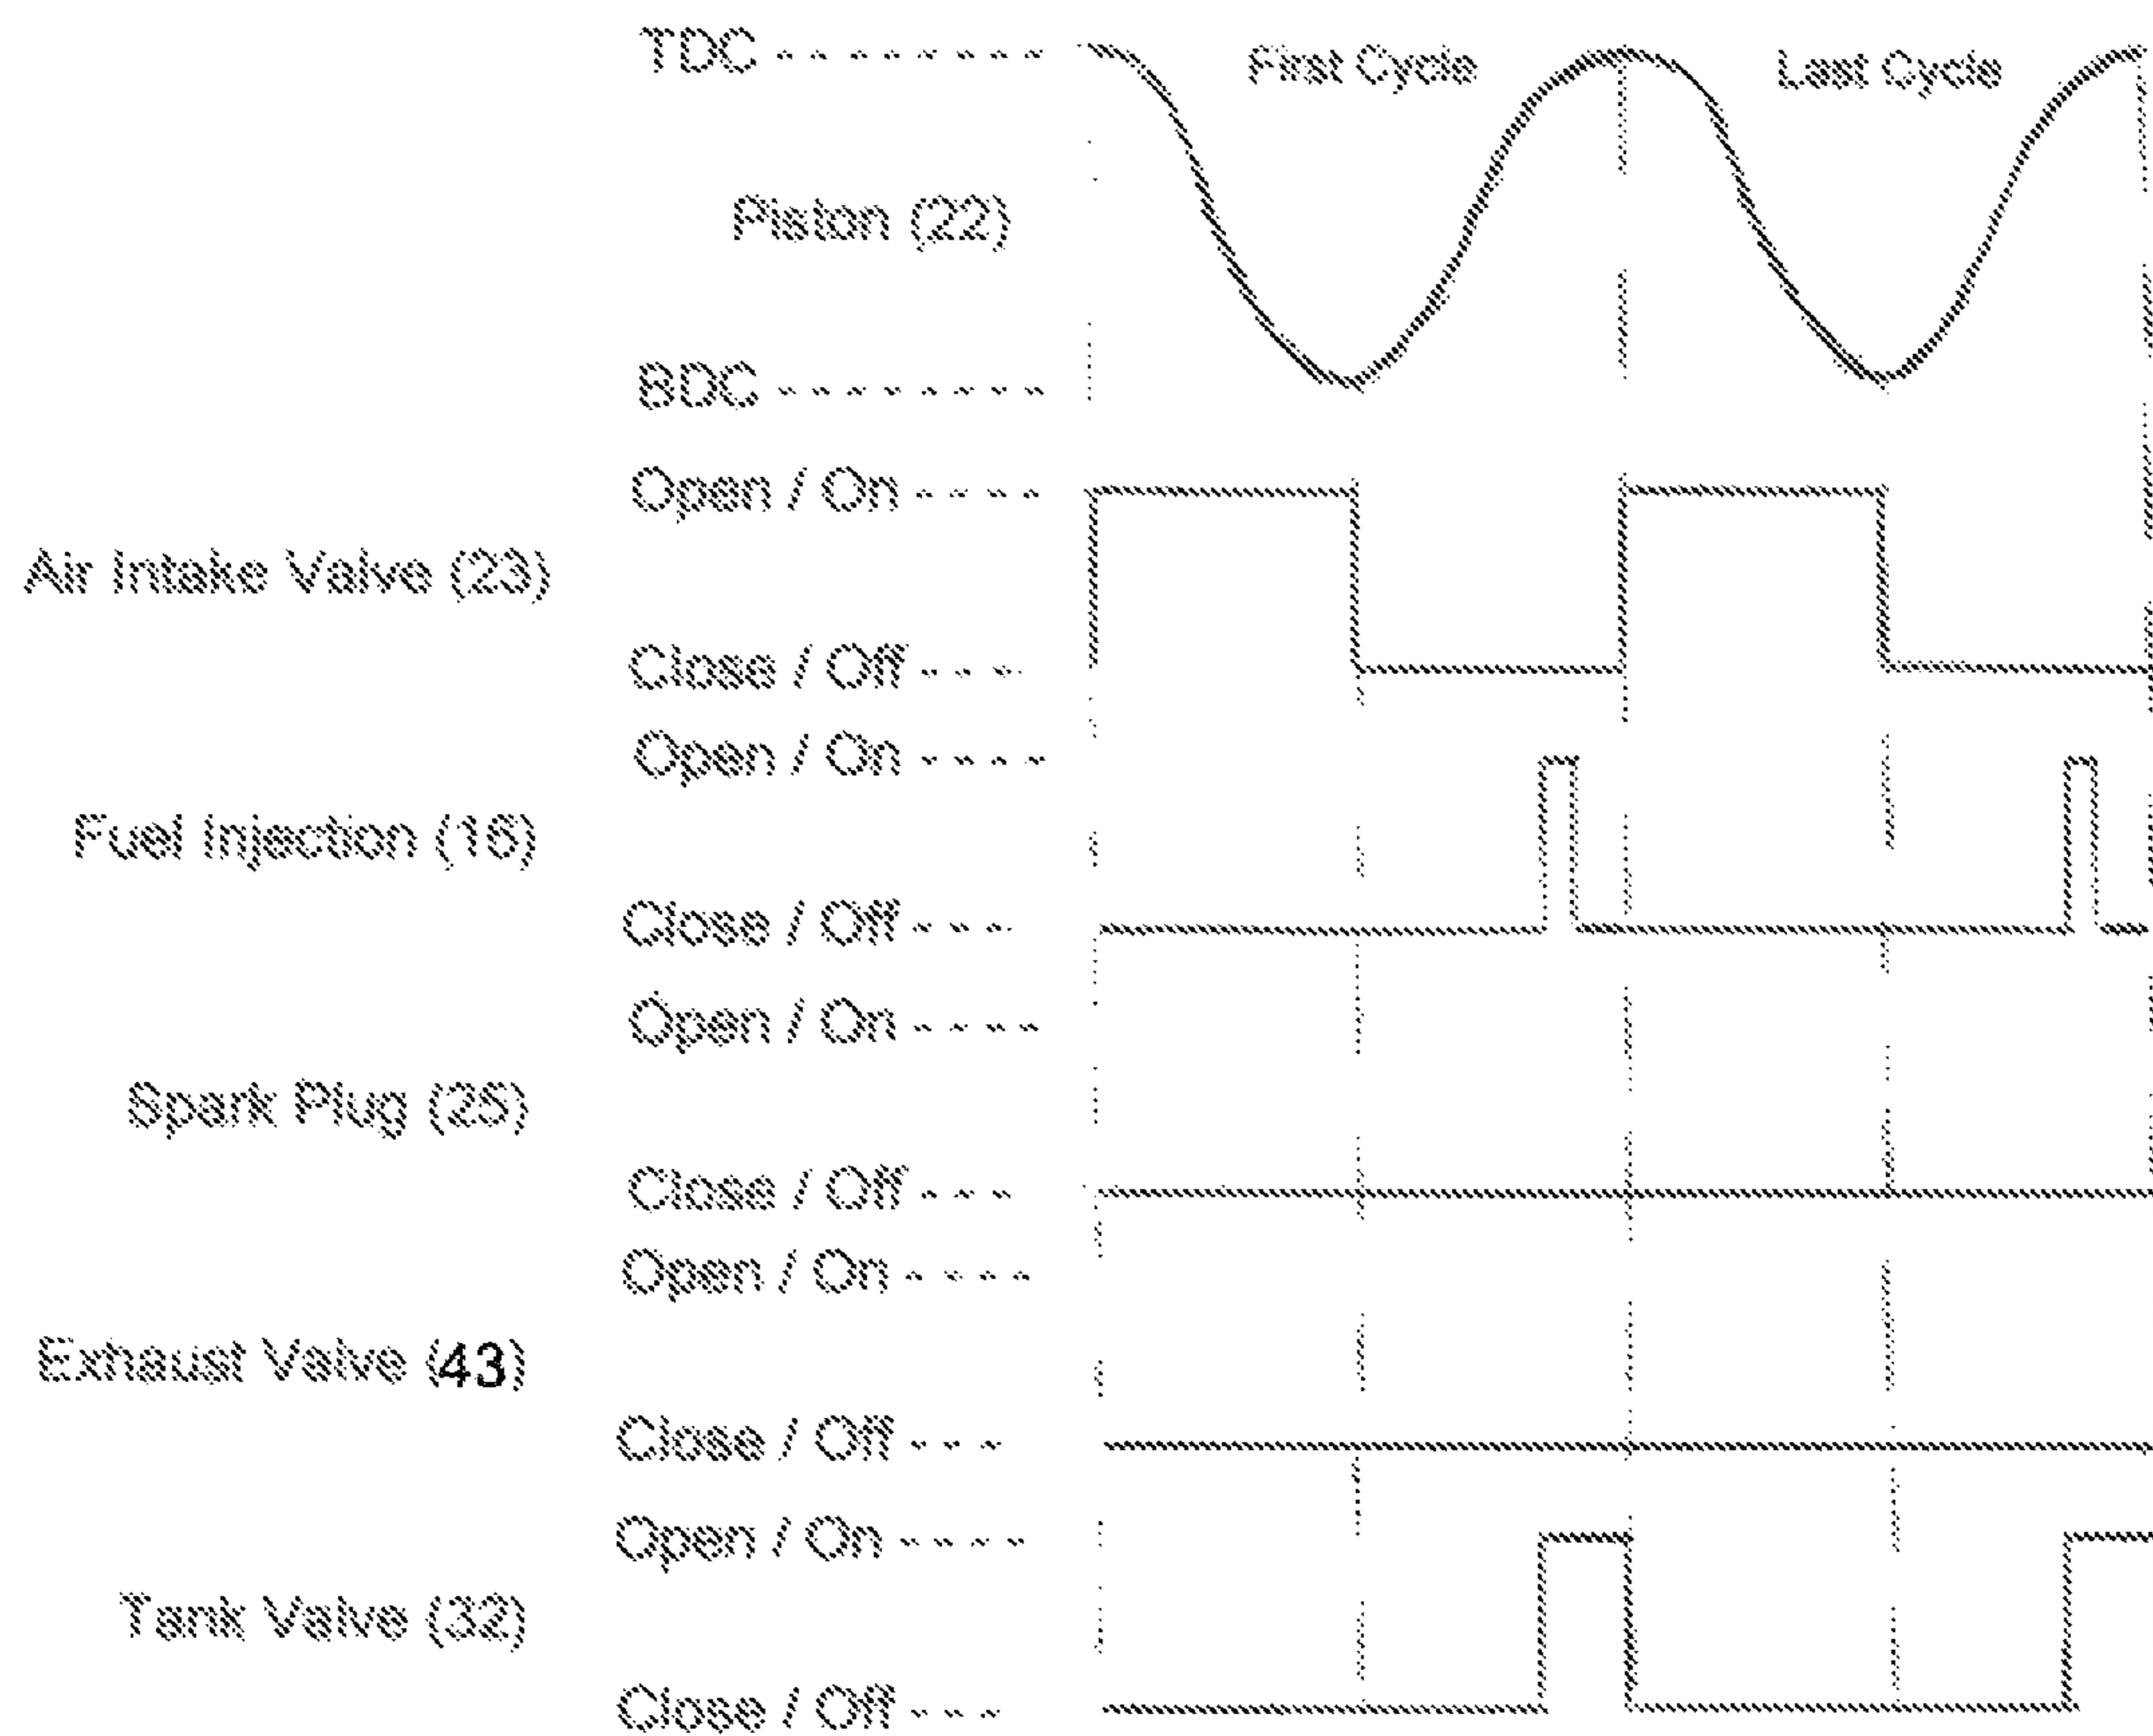 TDC
First Cycle
Last Cycle
Piston (22)
BDC
Open / On
Air Intake Valve (23)
Close / Off
Open / On
Fuel Injection (16)
Close / Off
Open / On
Spark Plug (25)
Close / Off
Open / On
Exhaust Valve (43)
Close / Off
Open / On
Tank Valve (32)
Close / Off